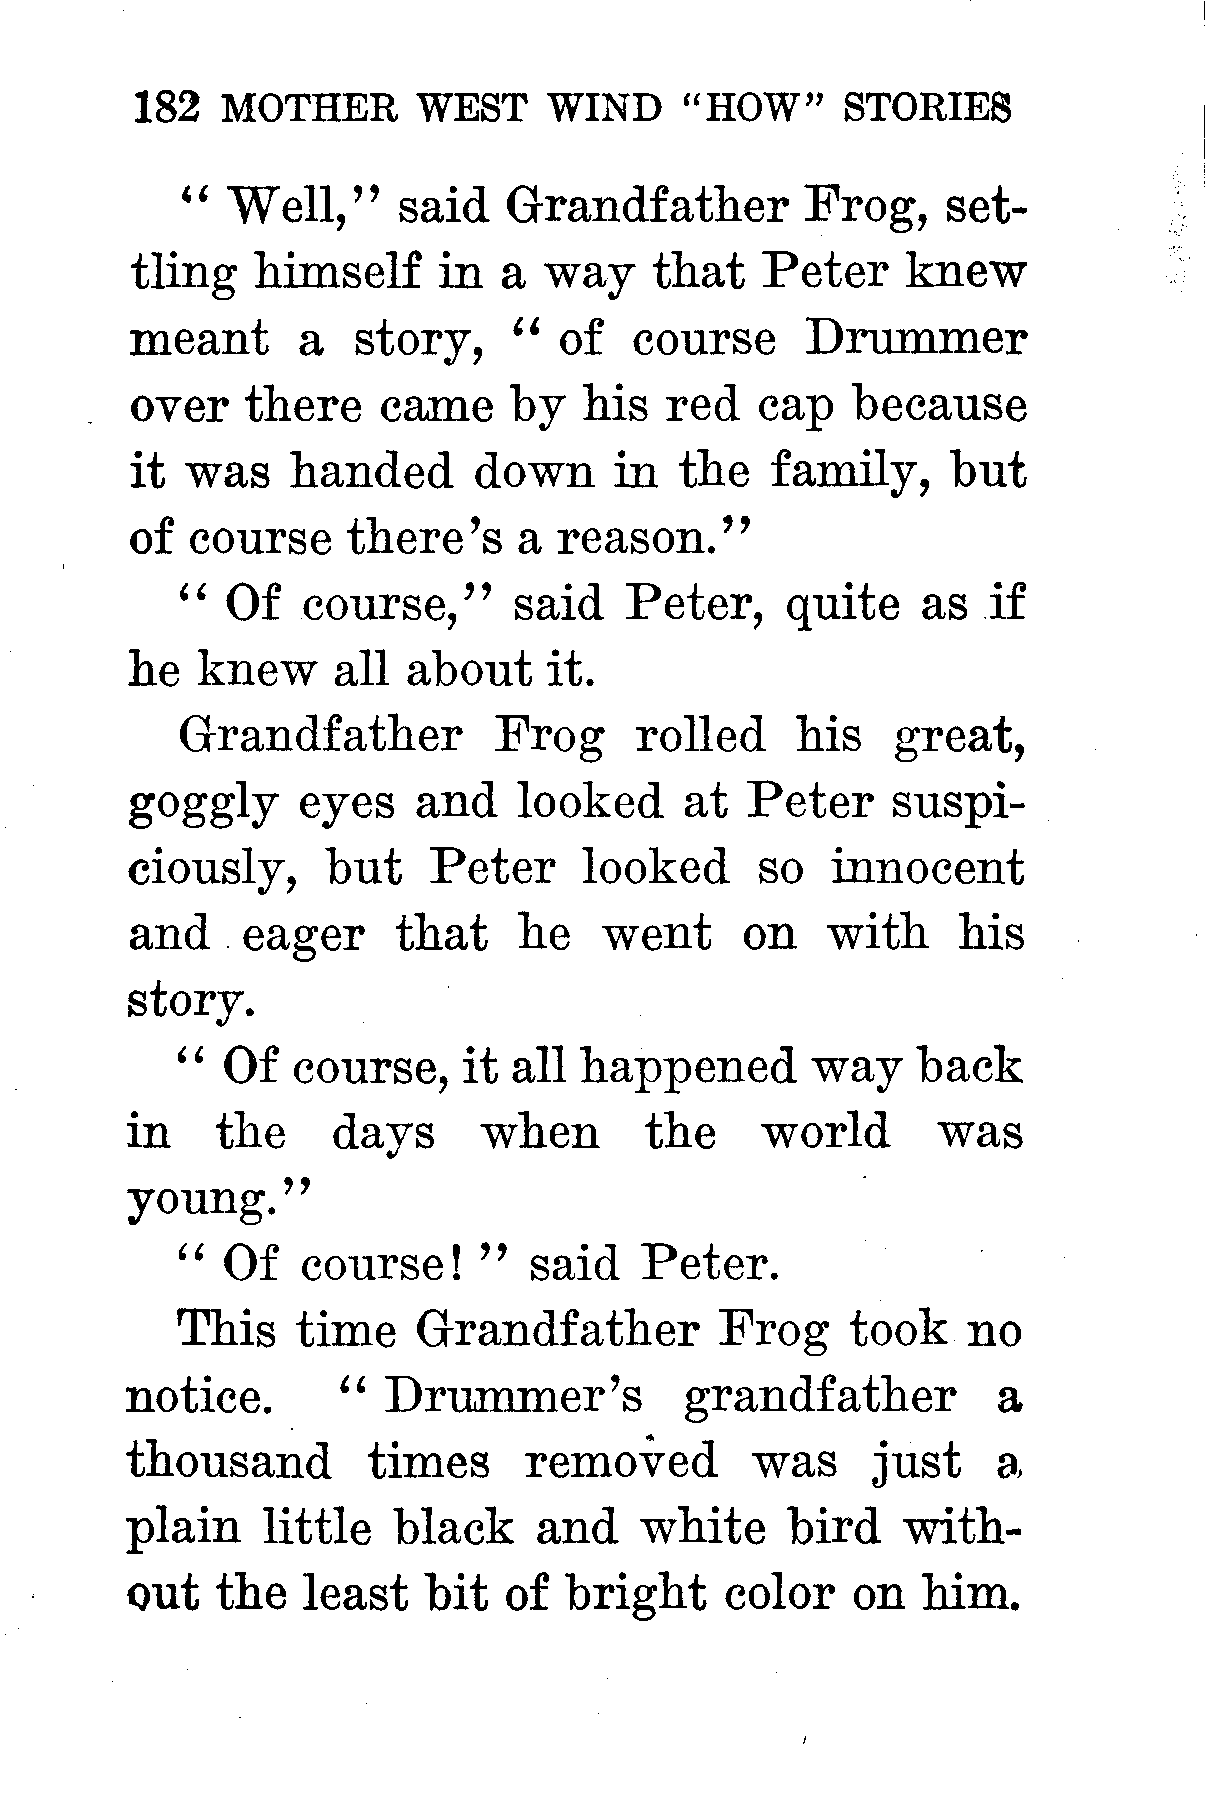 182 MOTHER WEST WIND "HOW" STORIES
" Well," said Grandfather Frog, set-
tling himself in a way that Peter knew
meant a story, " of course Drummer
over there came by his red cap because
it was handed down in the family, but
of course there's a reason."
" Of course," said Peter, quite as if
he knew all about it.
Grandfather Frog rolled his great,
goggly eyes and looked at Peter suspi-
ciously, but Peter looked so innocent
and eager that he went on with his
story.
" Of course, it all happened way back
in the days when the world was
young."
" Of course! " said Peter.
This time Grandfather Frog took no
notice. " Drummer's grandfather a
thousand times removed was just a
plain little black and white bird with-
out the least bit of bright color on him.